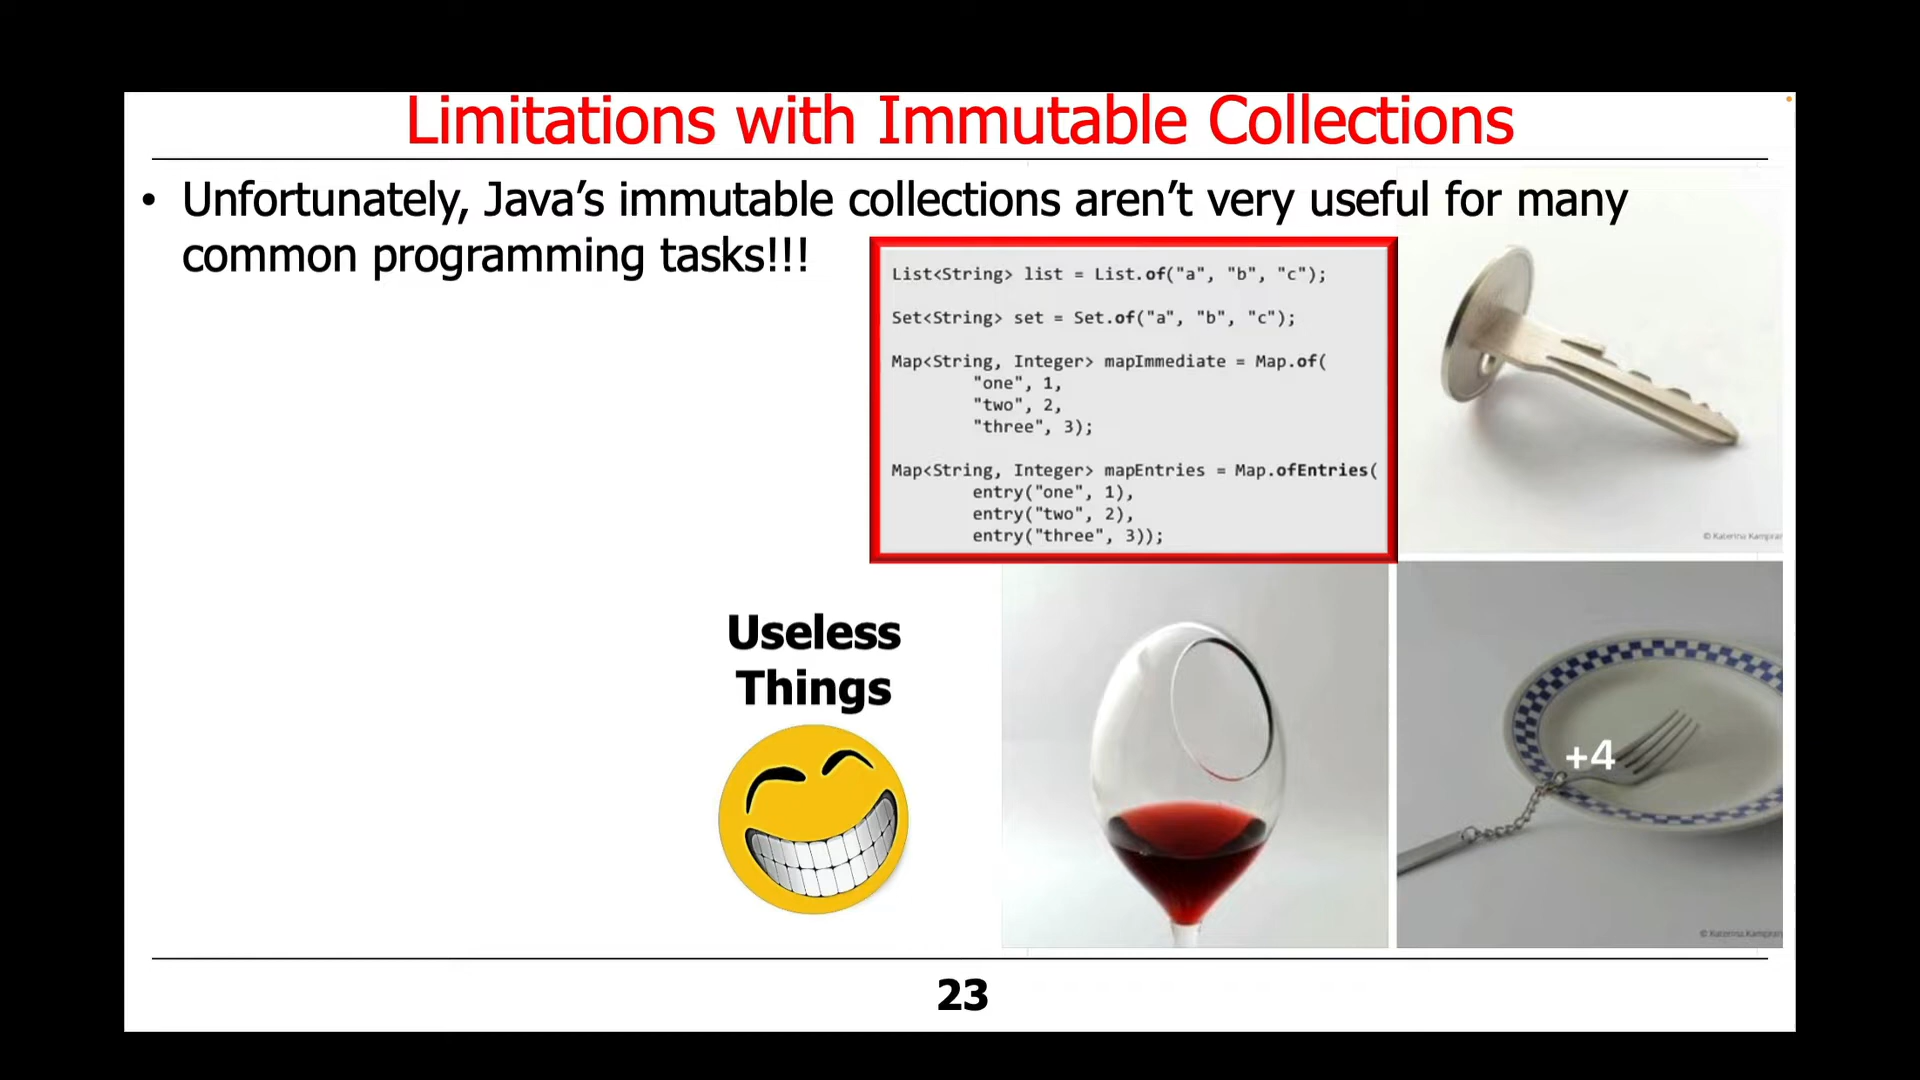 Limitations with Immutable Collections
• Unfortunately, Java’s immutable collections aren’t very useful for many
common programming tasks!!!
List<String> list = List.of("a", "b", "c");
Set<String> set = Set.of("a", "b", "c");
Map<String, Integer> mapImmediate = Map.of(
"one", 1,
"two", 2,
"three", 3);
Map<String, Integer> mapEntries = Map.ofEntries(
entry("one", 1),
entry("two", 2),
entry("three", 3));
© Katerina
Useless
Things
+4
© Katerina
23